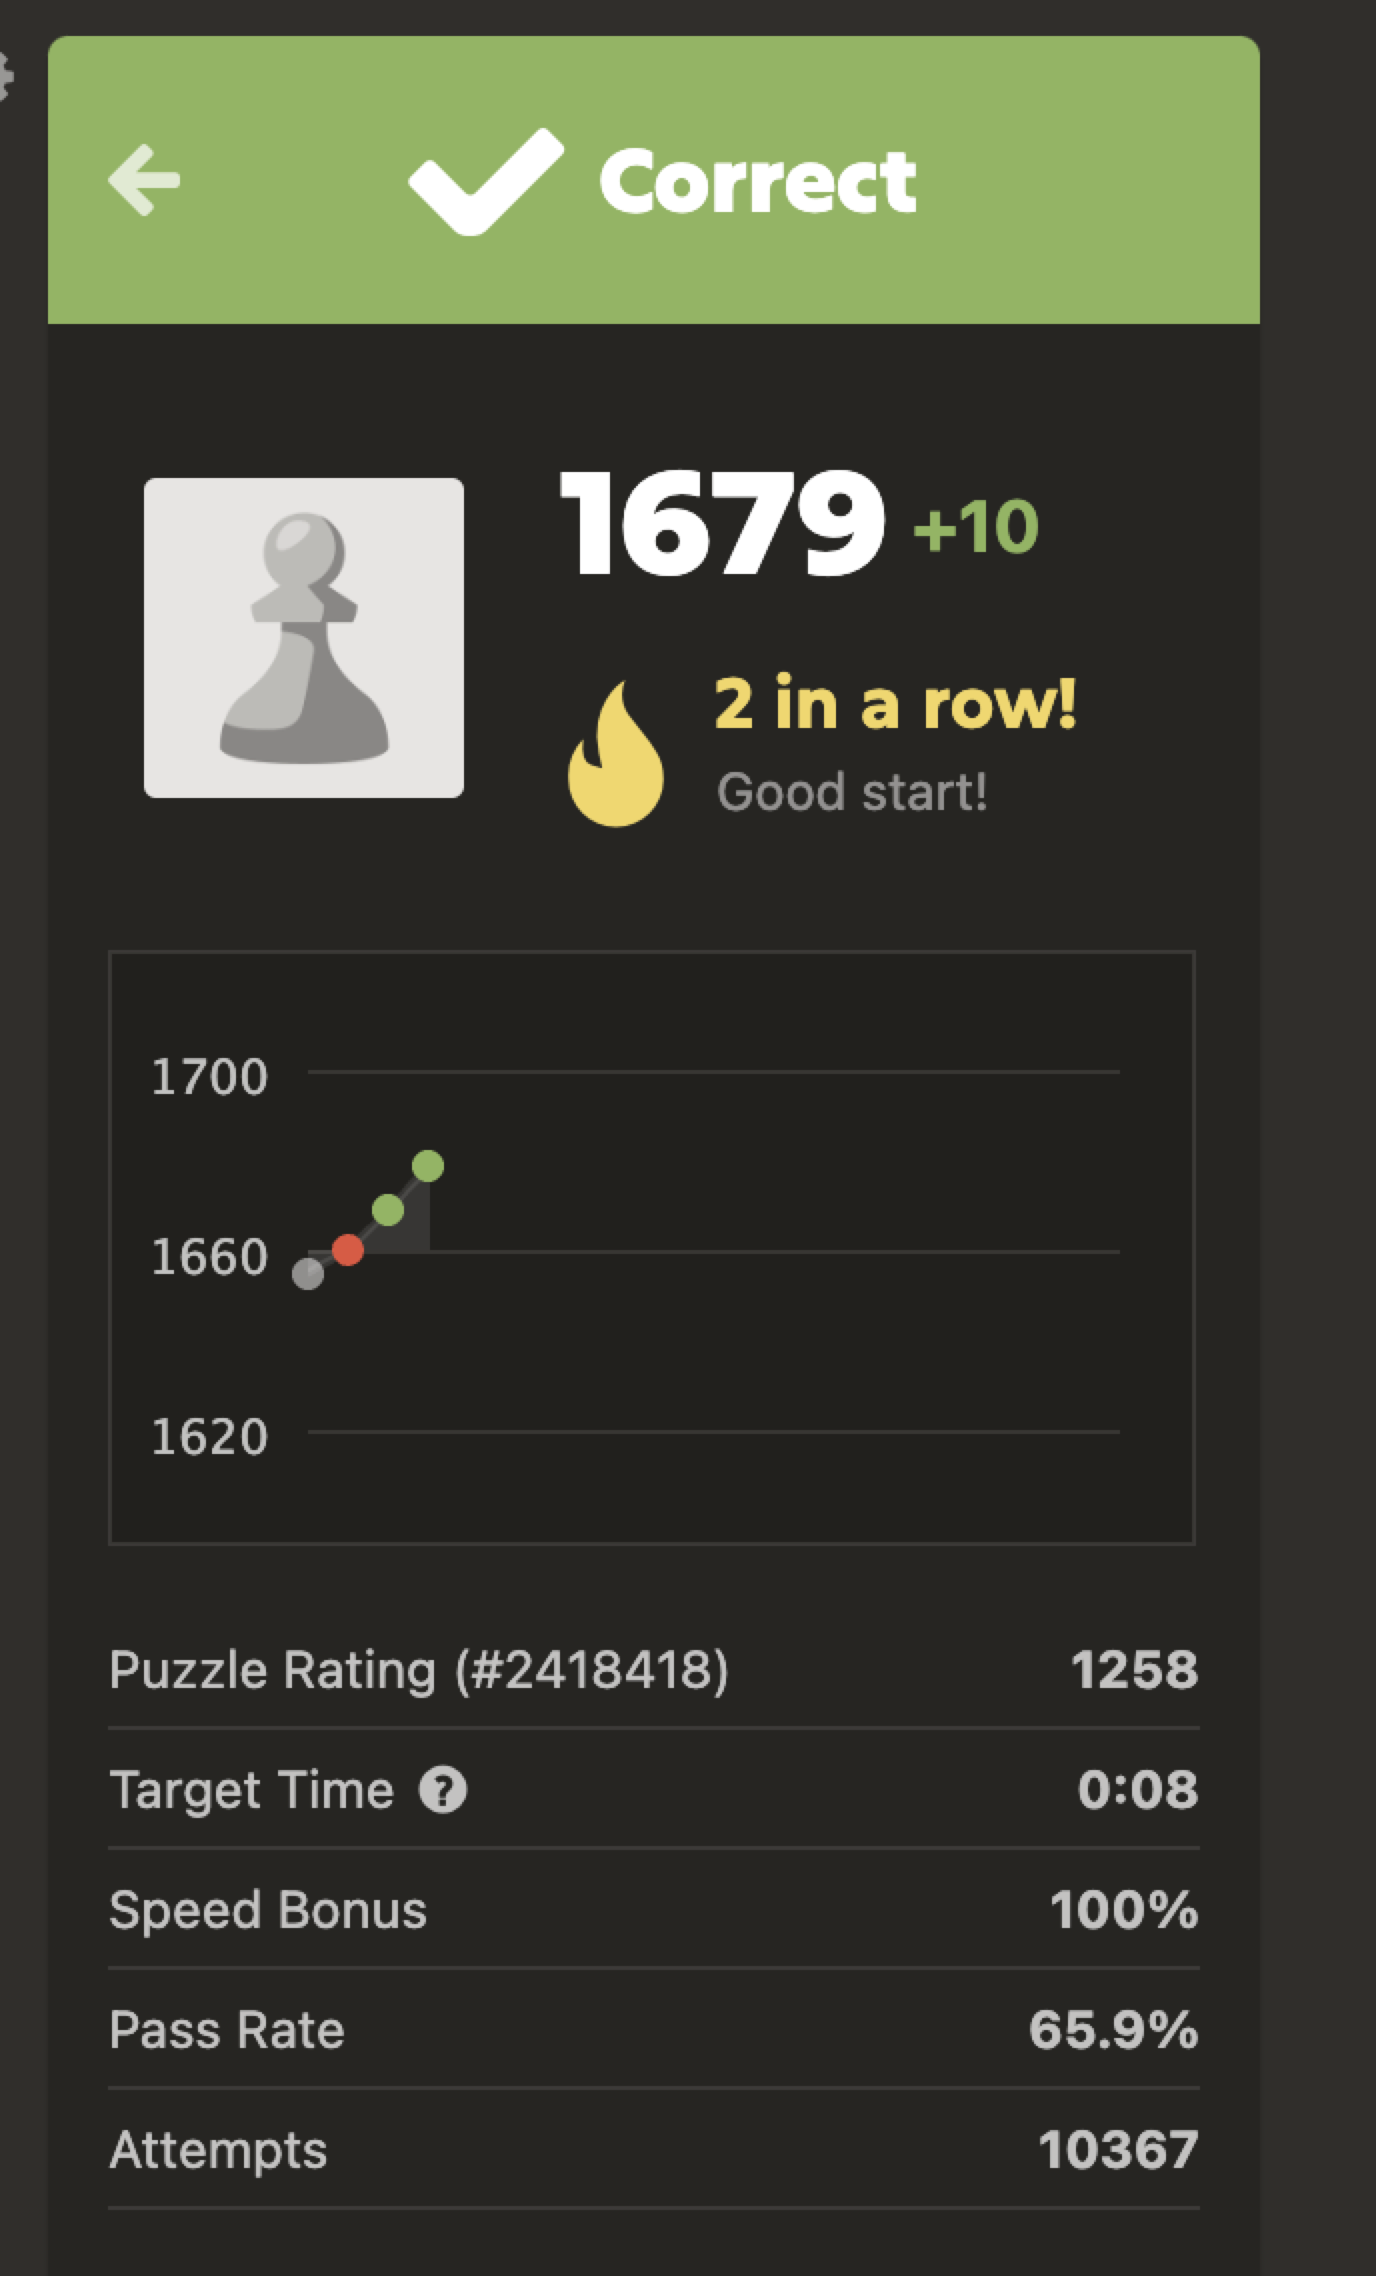 Correct
1679 +10
2 in a row!
Good start!
1700
1660
1620
Puzzle Rating (#2418418) 1258
Target Time ? 0:08
Speed Bonus 100%
Pass Rate 65.9%
Attempts 10367